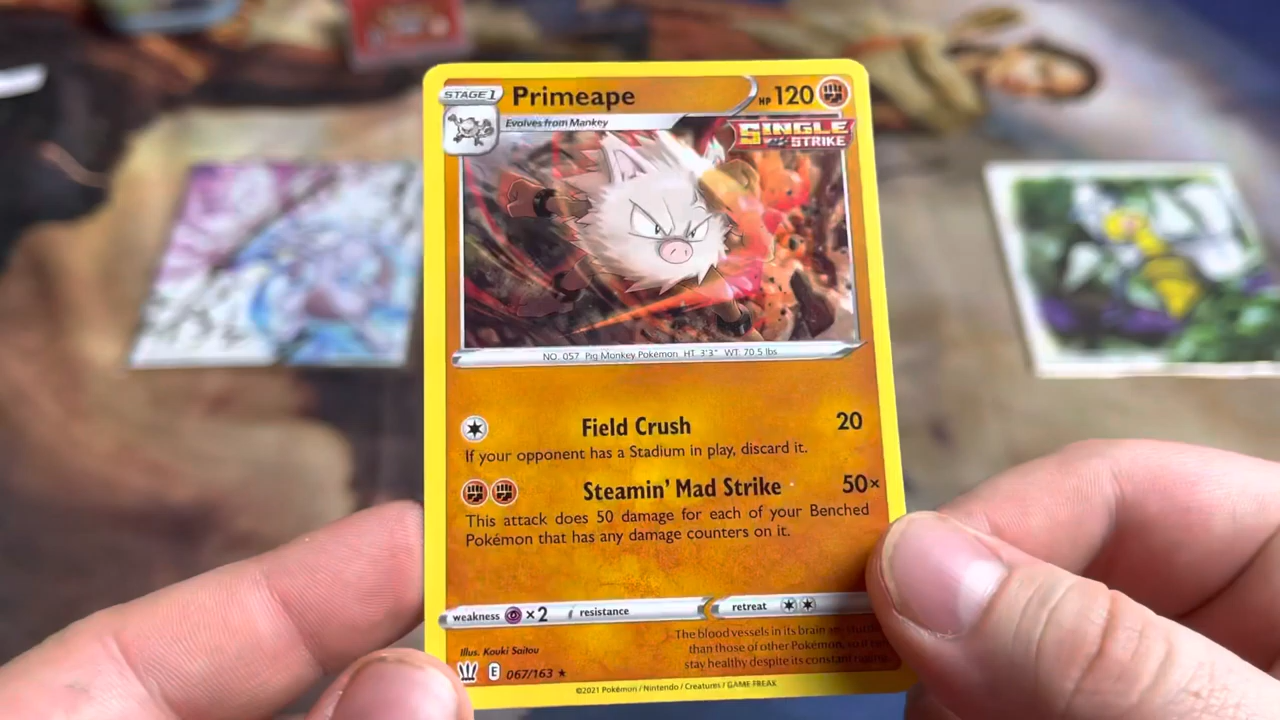 STAGE 1 Primeape HP 120
Evolves from Mankey
SINGLE
STRIKE
NO. 057 Pig Monkey Pokémon HT 3'3" WT: 70.5 lbs
Field Crush 20
If your opponent has a Stadium in play, discard it.
Steamin' Mad Strike 50×
This attack does 50 damage for each of your Benched
Pokémon that has any damage counters on it.
weakness ×2 resistance retreat
Illus. Kouki Saitou
The blood vessels in its brain are
than those of other Pokémon, so it can
stay healthy despite its constant
E 067/163 ★
©2021 Pokémon / Nintendo / Creatures / GAME FREAK